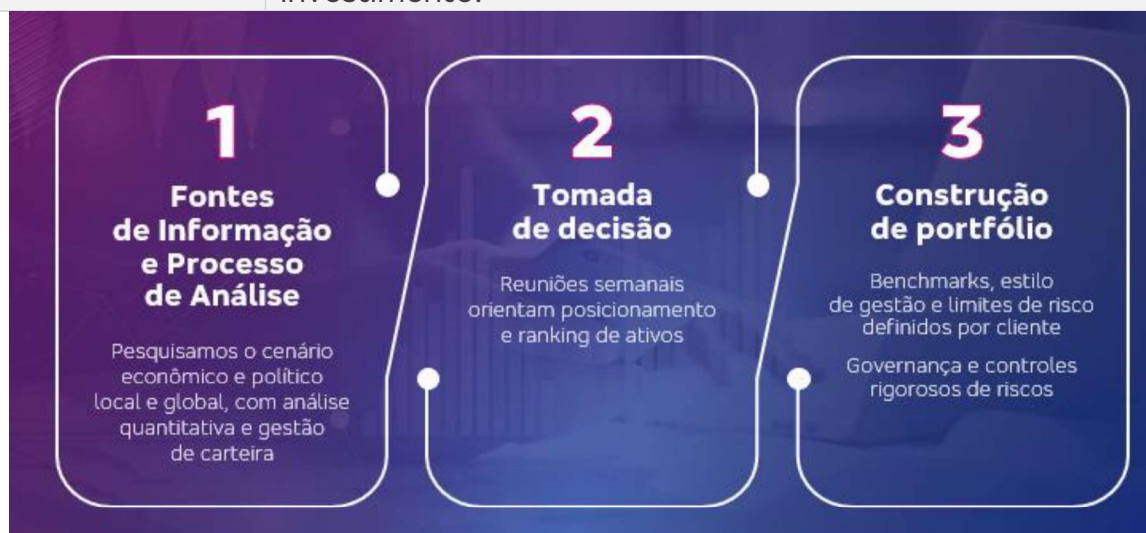 investimento.
1
Fontes
de Informação
e Processo
de Análise
Pesquisamos o cenário
econômico e político
local e global, com análise
quantitativa e gestão
de carteira
2
Tomada
de decisão
Reuniões semanais
orientam posicionamento
e ranking de ativos
3
Construção
de portfólio
Benchmarks, estilo
de gestão e limites de risco
definidos por cliente
Governança e controles
rigorosos de riscos